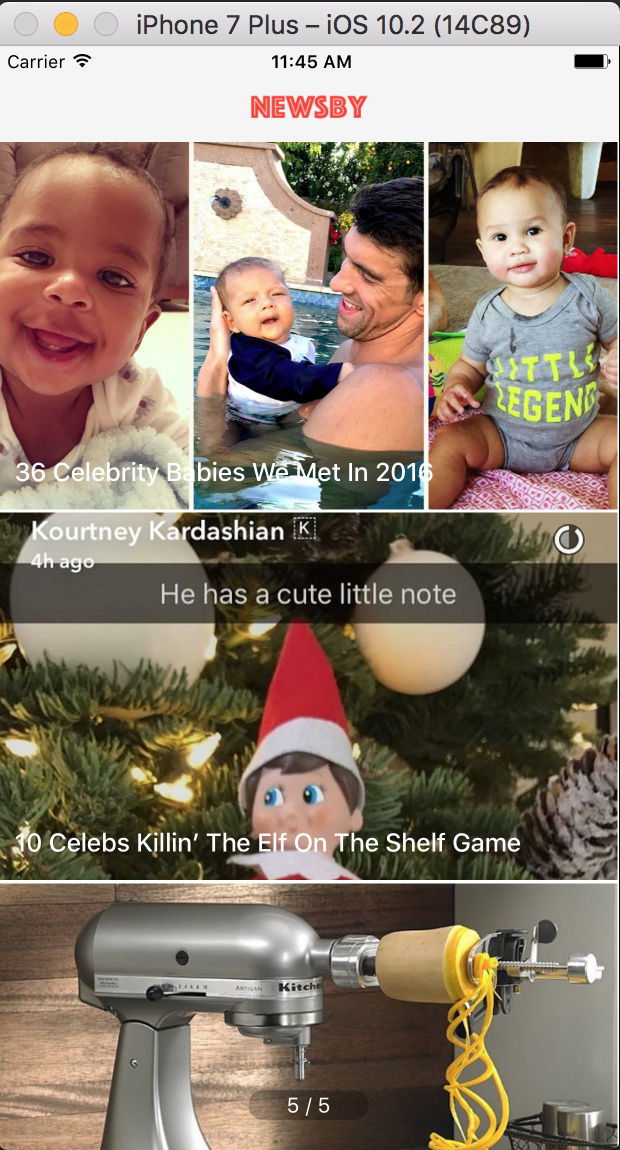 iPhone 7 Plus – iOS 10.2 (14C89)
Carrier 11:45 AM
NEWSBY
LITTLE
LEGEND
36 Celebrity Babies We Met In 2016
Kourtney Kardashian K
4h ago
He has a cute little note
10 Celebs Killin’ The Elf On The Shelf Game
ARTISAN
Kitche
5 / 5